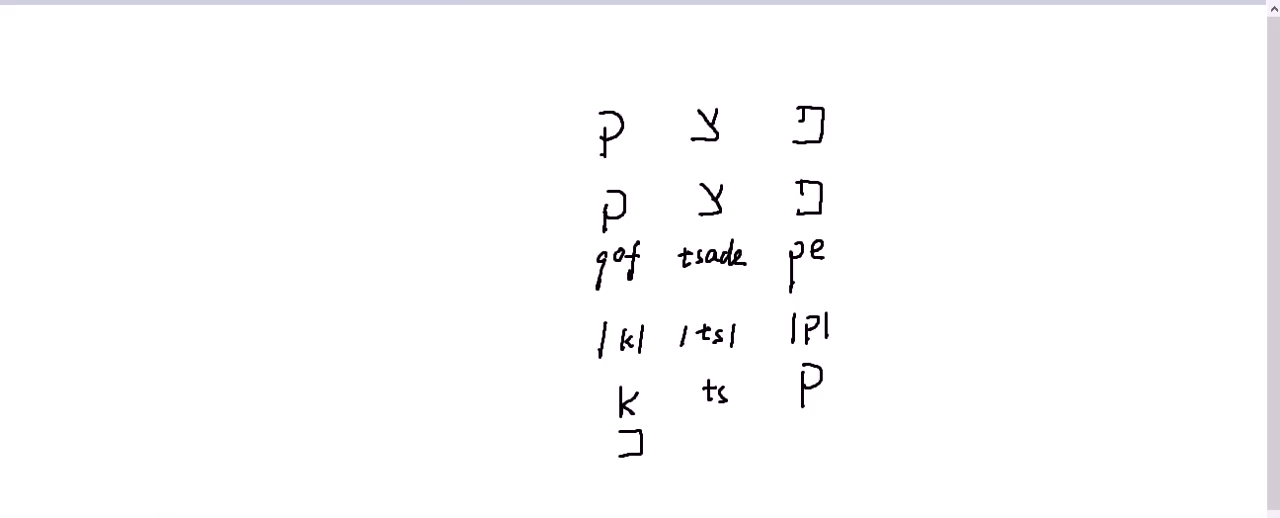 פ צ ק
פ צ ק
qof tsade pe
/k/ /ts/ /p/
k ts p
כ